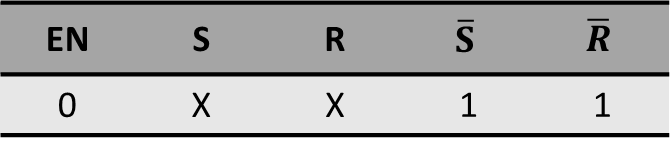 EN S R S̅ R̅
0 X X 1 1